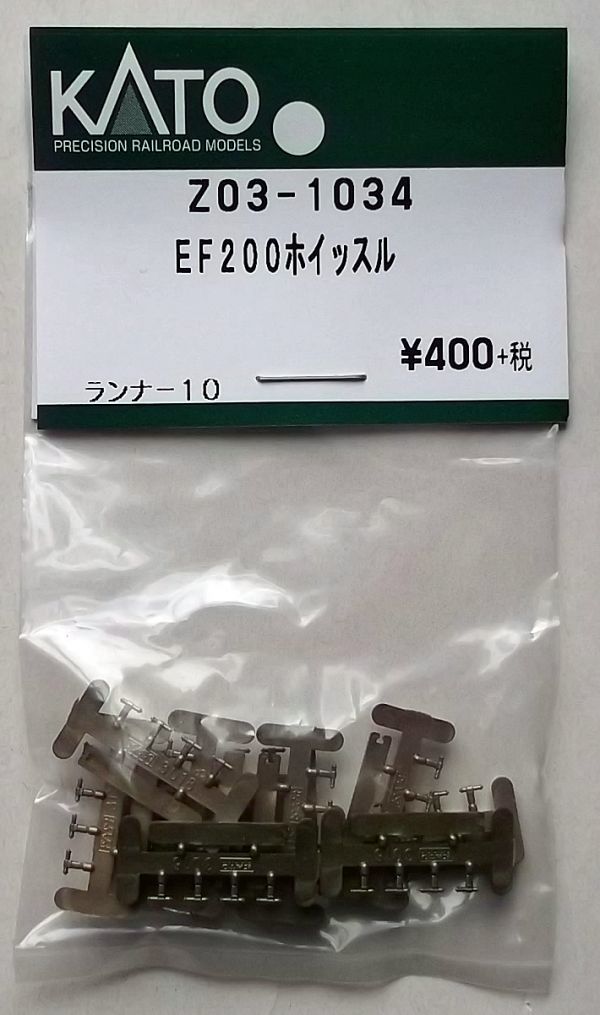 KATO
PRECISION RAILROAD MODELS
Z03-1034
EF200ホイッスル
¥400+税
ランナー10